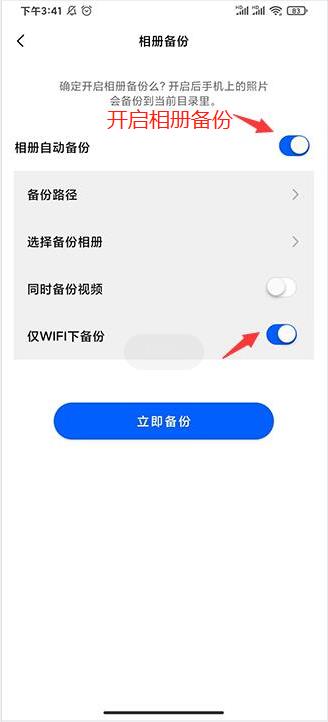 下午3:41
HD HD 83
相册备份
确定开启相册备份么？开启后手机上的照片
会备份到当前目录里。
开启相册备份
相册自动备份
备份路径
选择备份相册
同时备份视频
仅WIFI下备份
立即备份